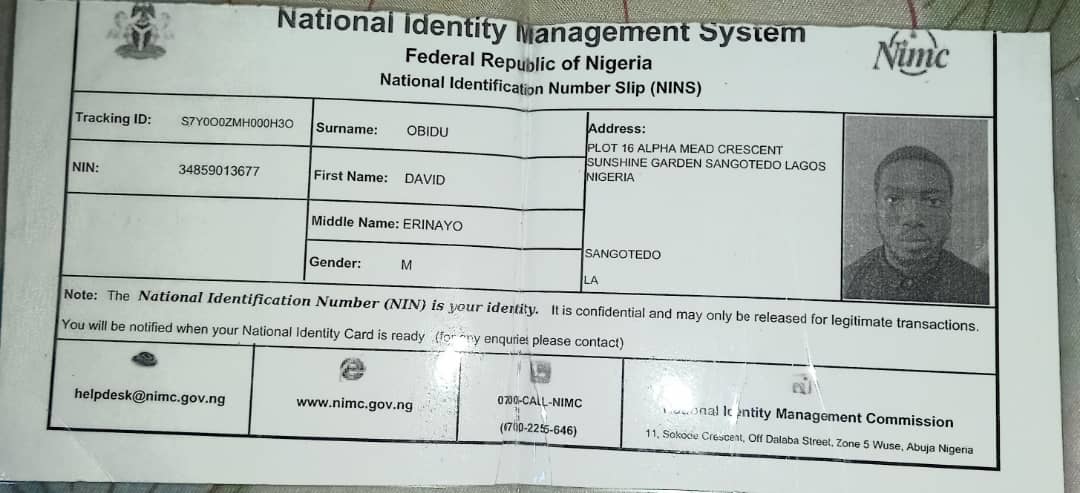 National Identity Management System
Federal Republic of Nigeria
National Identification Number Slip (NINS)
Nimc
Tracking ID: S7Y0O0ZMH000H3O
NIN: 34859013677
Surname: OBIDU
First Name: DAVID
Middle Name: ERINAYO
Gender: M
Address:
PLOT 16 ALPHA MEAD CRESCENT
SUNSHINE GARDEN SANGOTEDO LAGOS
NIGERIA
SANGOTEDO
LA
Note: The National Identification Number (NIN) is your identity. It is confidential and may only be released for legitimate transactions.
You will be notified when your National Identity Card is ready (for any enquries please contact)
helpdesk@nimc.gov.ng
www.nimc.gov.ng
0700-CALL-NIMC
(0700-2255-646)
National Identity Management Commission
11, Sokode Crescent, Off Dalaba Street, Zone 5 Wuse, Abuja Nigeria